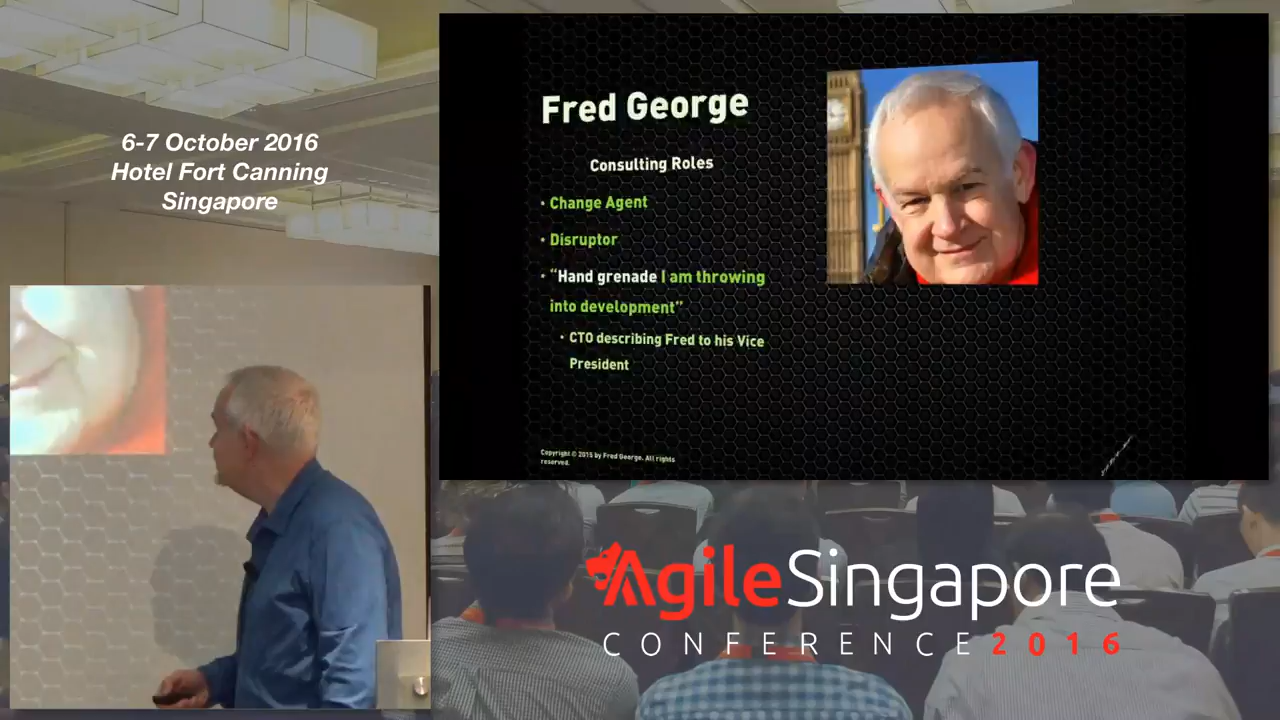 6-7 October 2016
Hotel Fort Canning
Singapore
Fred George
Consulting Roles
• Change Agent
• Disruptor
• “Hand grenade I am throwing
into development”
• CTO describing Fred to his Vice
President
Copyright © 2015 by Fred George. All rights
reserved.
AgileSingapore
CONFERENCE 2016